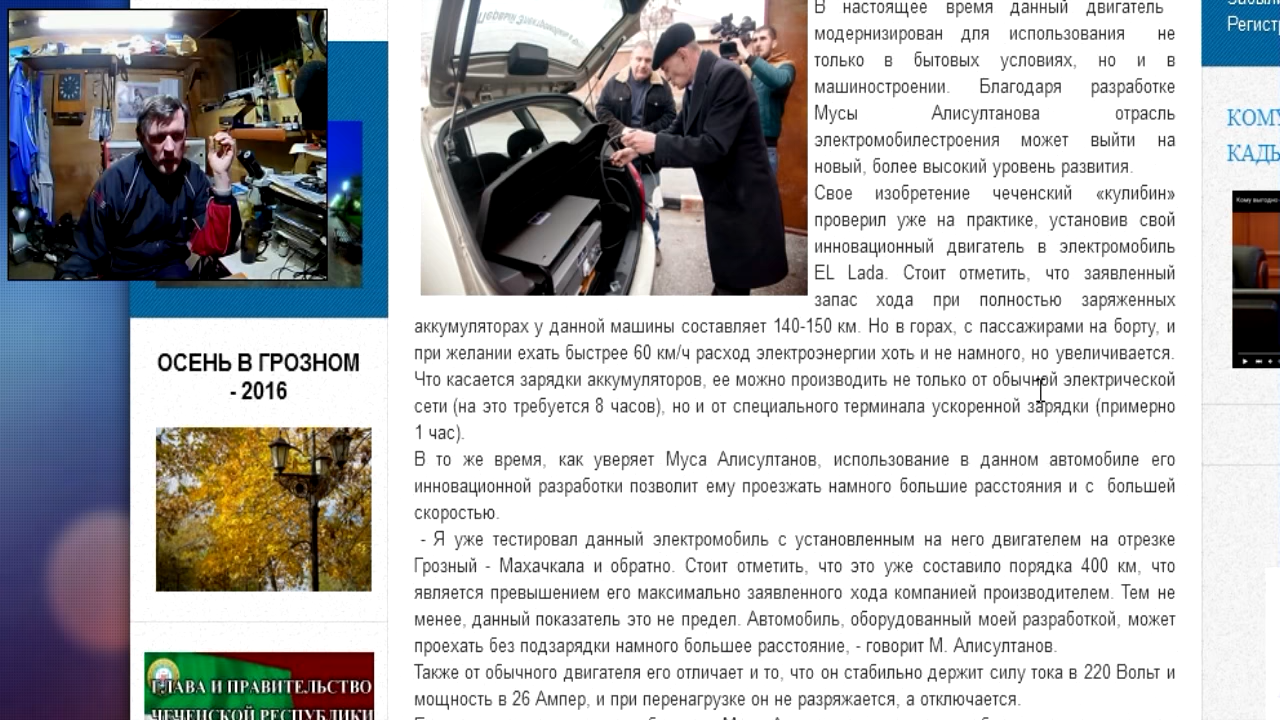 В настоящее время данный двигатель
модернизирован для использования не
только в бытовых условиях, но и в
машиностроении. Благодаря разработке
Мусы Алисултанова отрасль
электромобилестроения может выйти на
новый, более высокий уровень развития.
Свое изобретение чеченский «кулибин»
проверил уже на практике, установив свой
инновационный двигатель в электромобиль
EL Lada. Стоит отметить, что заявленный
запас хода при полностью заряженных
аккумуляторах у данной машины составляет 140-150 км. Но в горах, с пассажирами на борту, и
при желании ехать быстрее 60 км/ч расход электроэнергии хоть и не намного, но увеличивается.
Что касается зарядки аккумуляторов, ее можно производить не только от обычной электрической
сети (на это требуется 8 часов), но и от специального терминала ускоренной зарядки (примерно
1 час).
В то же время, как уверяет Муса Алисултанов, использование в данном автомобиле его
инновационной разработки позволит ему проезжать намного большие расстояния и с большей
скоростью.
- Я уже тестировал данный электромобиль с установленным на него двигателем на отрезке
Грозный - Махачкала и обратно. Стоит отметить, что это уже составило порядка 400 км, что
является превышением его максимально заявленного хода компанией производителем. Тем не
менее, данный показатель это не предел. Автомобиль, оборудованный моей разработкой, может
проехать без подзарядки намного большее расстояние, - говорит М. Алисултанов.
Также от обычного двигателя его отличает и то, что он стабильно держит силу тока в 220 Вольт и
мощность в 26 Ампер, и при перенагрузке он не разряжается, а отключается.
ОСЕНЬ В ГРОЗНОМ
- 2016
ГЛАВА И ПРАВИТЕЛЬСТВО
ЧЕЧЕНСКОЙ РЕСПУБЛИКИ
Регистр
КОМУ
КАДЫ
Кому выгодно